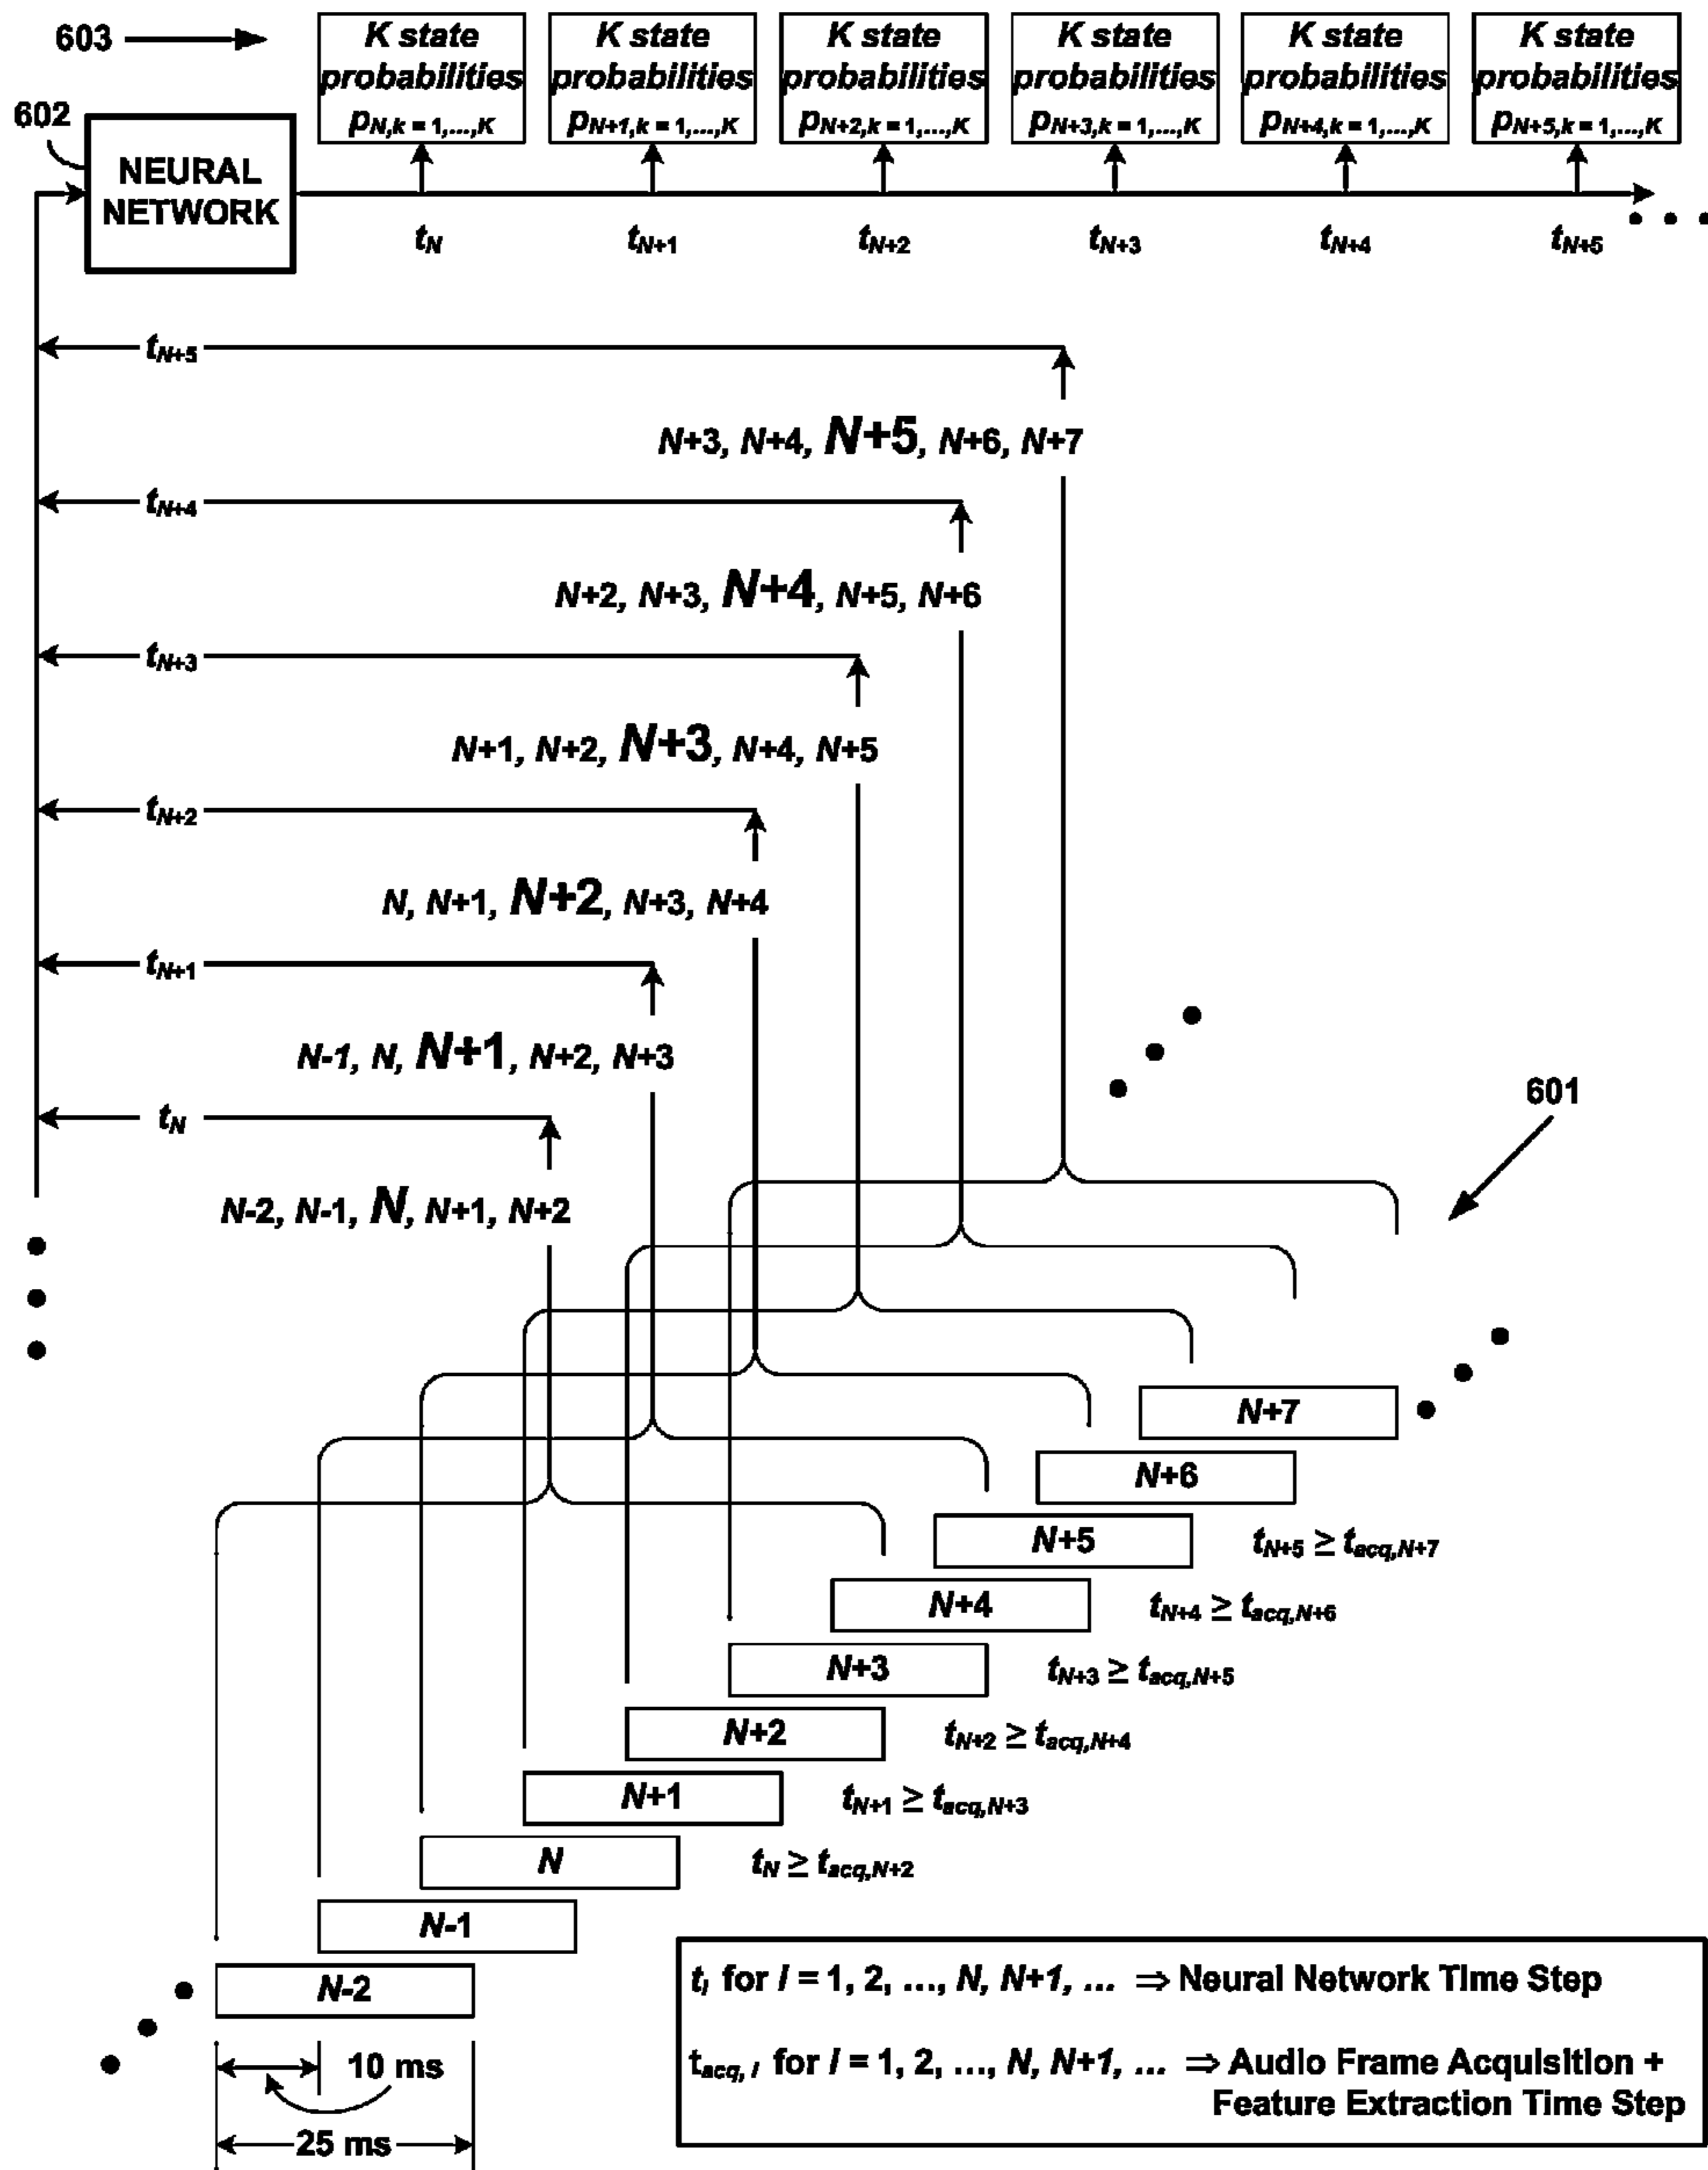 603
K state probabilities pN,k = 1,...,K
K state probabilities pN+1,k = 1,...,K
K state probabilities pN+2,k = 1,...,K
K state probabilities pN+3,k = 1,...,K
K state probabilities pN+4,k = 1,...,K
K state probabilities pN+5,k = 1,...,K
602
NEURAL
NETWORK
tN
tN+1
tN+2
tN+3
tN+4
tN+5
tN+5
N+3, N+4, N+5, N+6, N+7
tN+4
N+2, N+3, N+4, N+5, N+6
tN+3
N+1, N+2, N+3, N+4, N+5
tN+2
N, N+1, N+2, N+3, N+4
tN+1
N-1, N, N+1, N+2, N+3
tN
N-2, N-1, N, N+1, N+2
601
N+7
N+6
N+5
tN+5 ≥ tacq,N+7
N+4
tN+4 ≥ tacq,N+6
N+3
tN+3 ≥ tacq,N+5
N+2
tN+2 ≥ tacq,N+4
N+1
tN+1 ≥ tacq,N+3
N
tN ≥ tacq,N+2
N-1
N-2
10 ms
25 ms
tI for I = 1, 2, ..., N, N+1, ... ⇒ Neural Network Time Step
tacq, I for I = 1, 2, ..., N, N+1, ... ⇒ Audio Frame Acquisition +
Feature Extraction Time Step